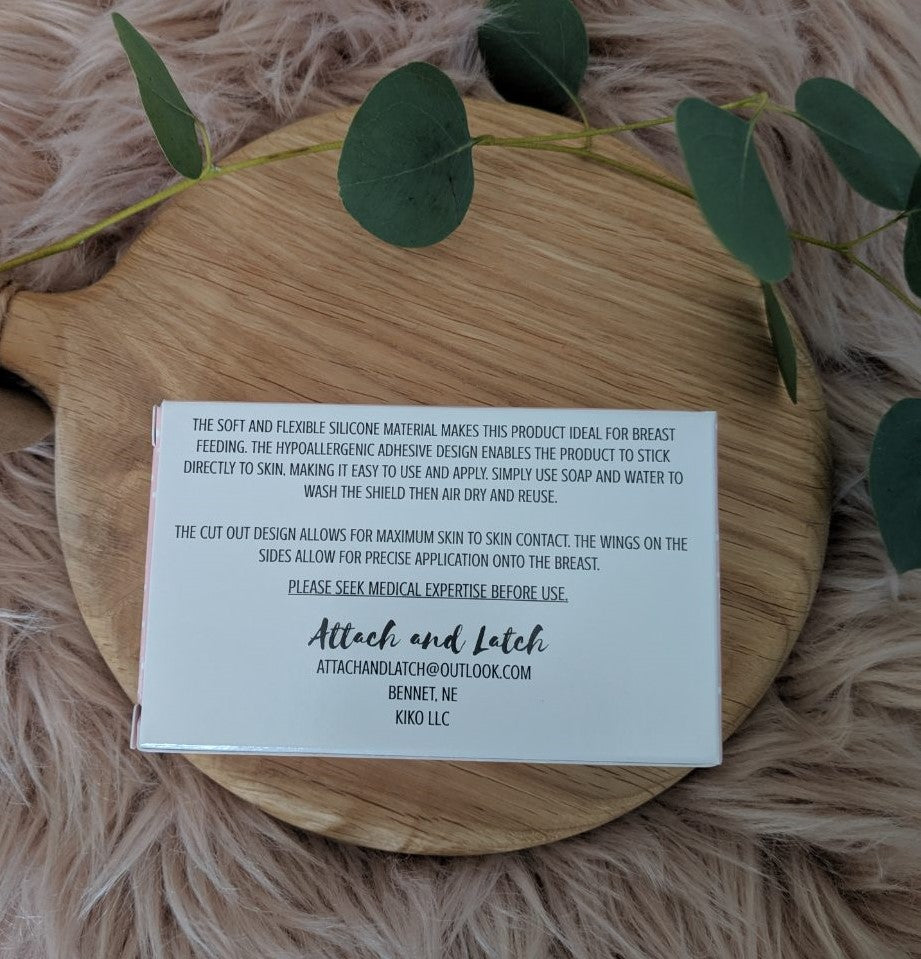 THE SOFT AND FLEXIBLE SILICONE MATERIAL MAKES THIS PRODUCT IDEAL FOR BREAST
FEEDING. THE HYPOALLERGENIC ADHESIVE DESIGN ENABLES THE PRODUCT TO STICK
DIRECTLY TO SKIN. MAKING IT EASY TO USE AND APPLY. SIMPLY USE SOAP AND WATER TO
WASH THE SHIELD THEN AIR DRY AND REUSE.
THE CUT OUT DESIGN ALLOWS FOR MAXIMUM SKIN TO SKIN CONTACT. THE WINGS ON THE
SIDES ALLOW FOR PRECISE APPLICATION ONTO THE BREAST.
PLEASE SEEK MEDICAL EXPERTISE BEFORE USE.
Attach and Latch
ATTACHANDLATCH@OUTLOOK.COM
BENNET, NE
KIKO LLC